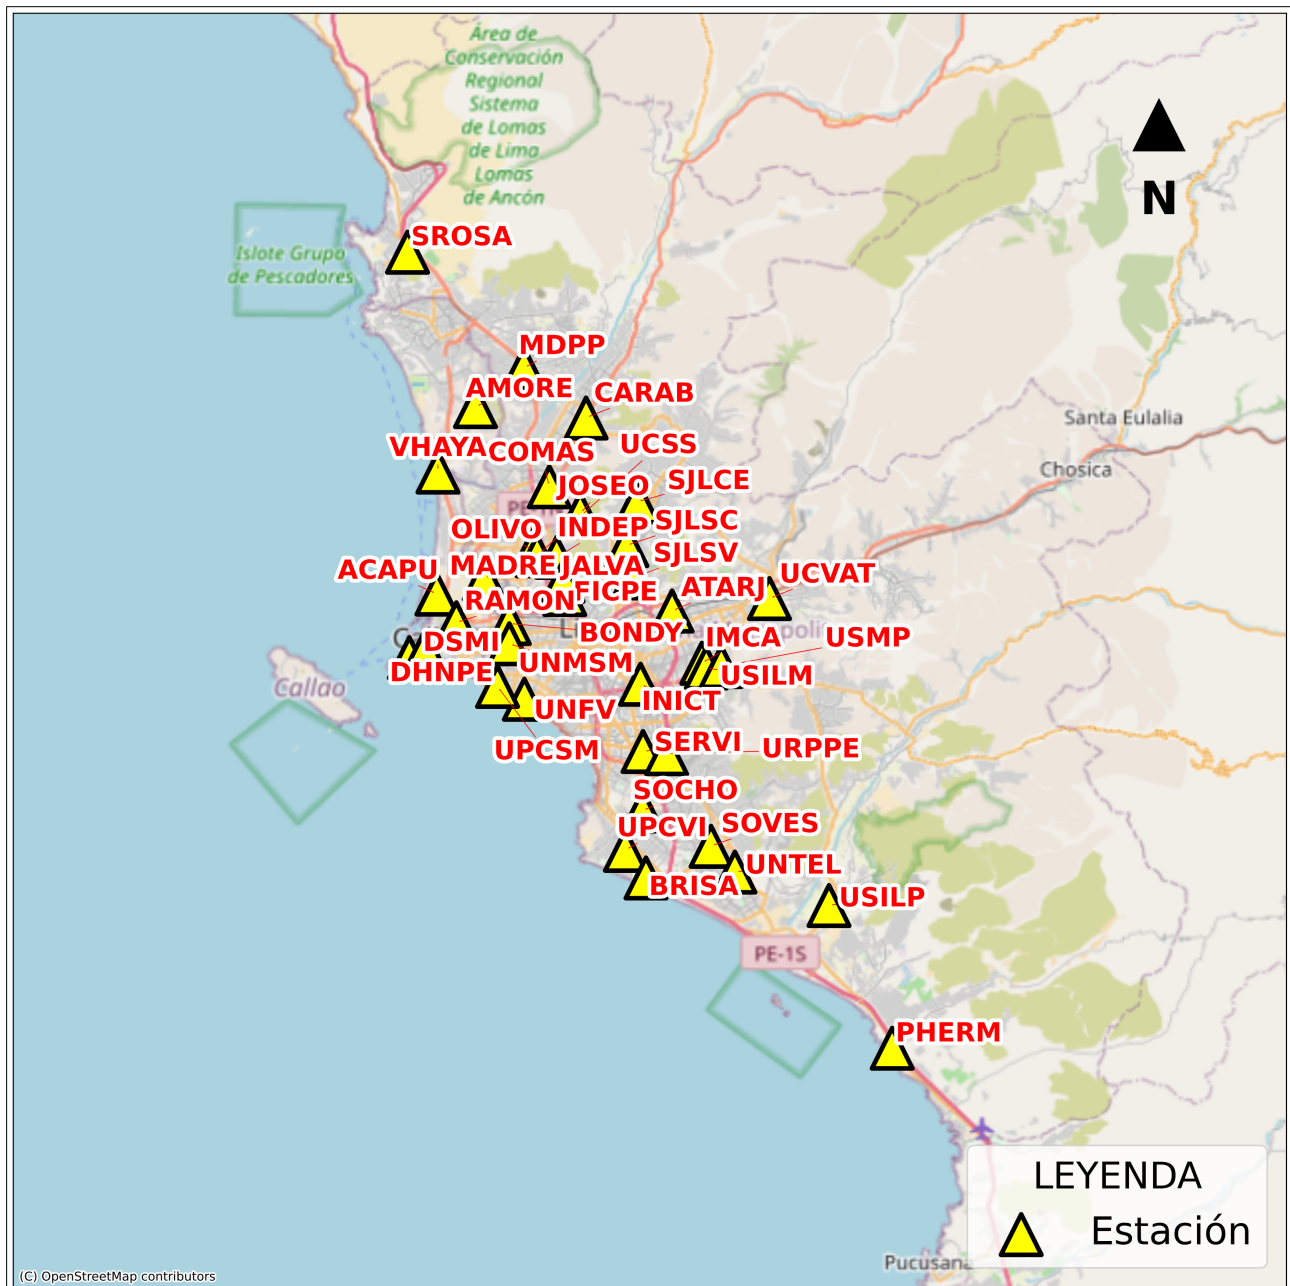 Área de
Conservación
Regional
Sistema
de Lomas
de Lima
Lomas
de Ancón
N
Islote Grupo
de Pescadores
SROSA
MDPP
AMORE
CARAB
Santa Eulalia
VHAYA
COMAS
UCSS
Chosica
JOSEO
SJLCE
OLIVO
INDEP
SJLSC
ACAPU
MADRE
JALVA
SJLSV
UCVAT
RAMON
FICPE
ATARJ
DSMI
BONDY
IMCA
USMP
DHNPE
UNMSM
USILM
Callao
UNFV
INICT
UPCSM
SERVI
URPPE
SOCHO
UPCVI
SOVES
BRISA
UNTEL
USILP
PE-1S
PHERM
LEYENDA
Estación
Pucusana
(C) OpenStreetMap contributors